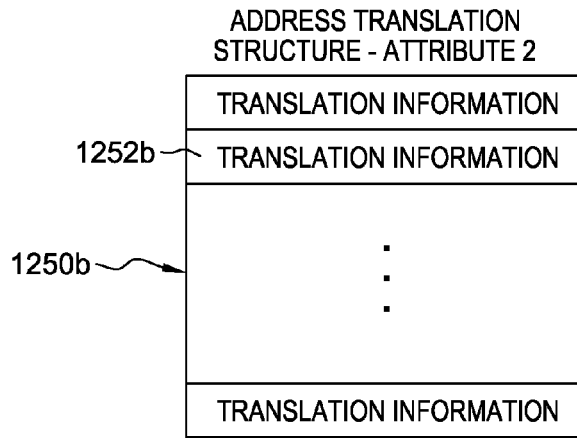 ADDRESS TRANSLATION
STRUCTURE - ATTRIBUTE 2
TRANSLATION INFORMATION
1252b
TRANSLATION INFORMATION
1250b
TRANSLATION INFORMATION